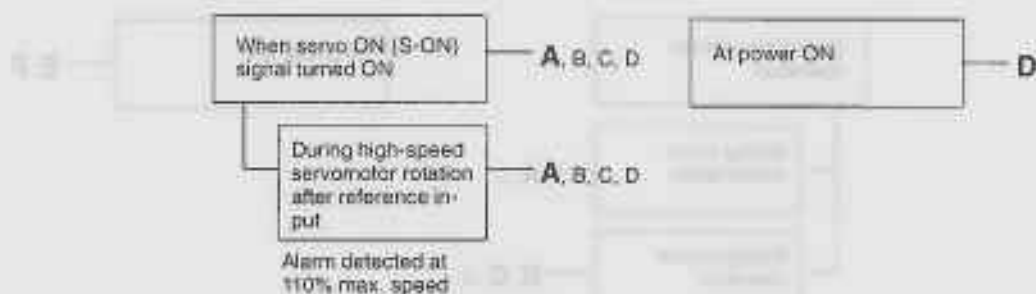 When servo ON (S-ON)
signal turned ON
A, B, C, D
At power ON
D
During high-speed
servomotor rotation
after reference in-
put
A, B, C, D
Alarm detected at
110% max. speed